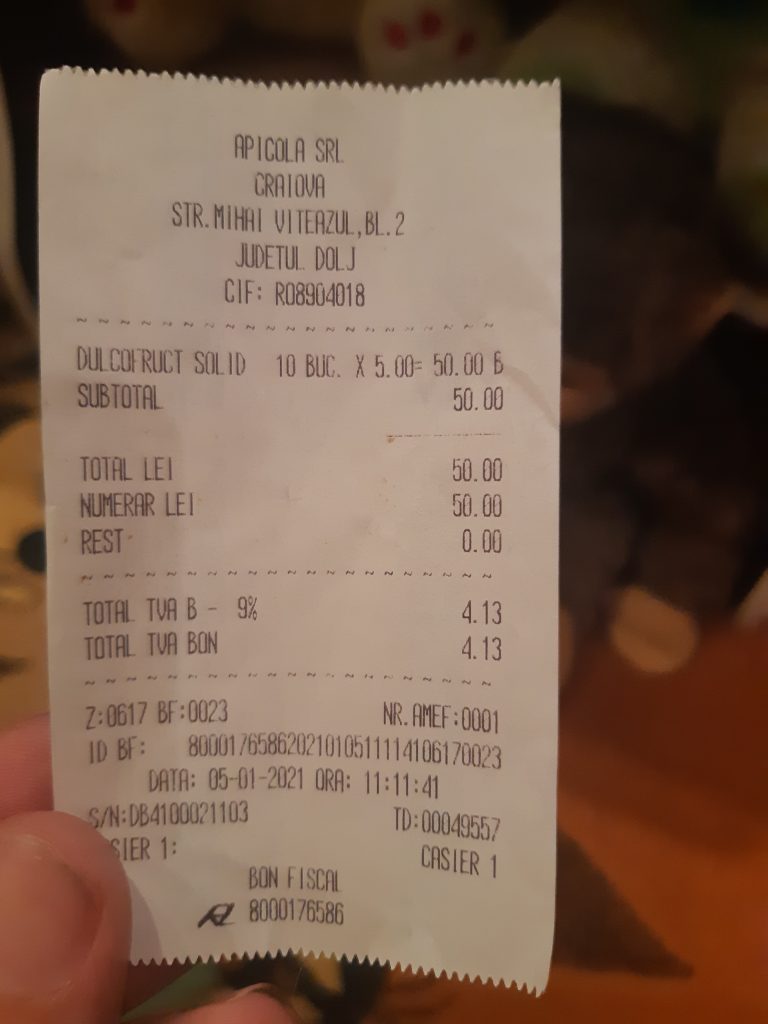 APICOLA SRL
CRAIOVA
STR.MIHAI VITEAZUL,BL.2
JUDETUL DOLJ
CIF: RO8904018
~ ~ ~ ~ ~ ~ ~ ~ ~ ~ ~ ~ ~ ~ ~ ~ ~ ~ ~ ~
DULCOFRUCT SOLID 10 BUC. X 5.00= 50.00 B
SUBTOTAL 50.00
TOTAL LEI 50.00
NUMERAR LEI 50.00
REST 0.00
~ ~ ~ ~ ~ ~ ~ ~ ~ ~ ~ ~ ~ ~ ~ ~ ~ ~ ~ ~
TOTAL TVA B - 9% 4.13
TOTAL TVA BON 4.13
~ ~ ~ ~ ~ ~ ~ ~ ~ ~ ~ ~ ~ ~ ~ ~ ~ ~ ~ ~
Z:0617 BF:0023 NR.AMEF:0001
ID BF: 80001765862021010511114106170023
DATA: 05-01-2021 ORA: 11:11:41
S/N:DB4100021103 TD:00049557
SIER 1: CASIER 1
BON FISCAL
8000176586